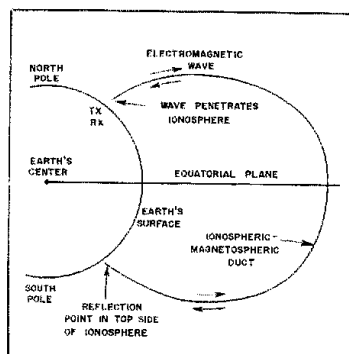 ELECTROMAGNETIC
WAVE
NORTH
POLE
TX
RX
WAVE PENETRATES
IONOSPHERE
EARTH'S
CENTER
EQUATORIAL PLANE
EARTH'S
SURFACE
IONOSPHERIC-
MAGNETOSPHERIC
DUCT
SOUTH
POLE
REFLECTION
POINT IN TOP SIDE
OF IONOSPHERE